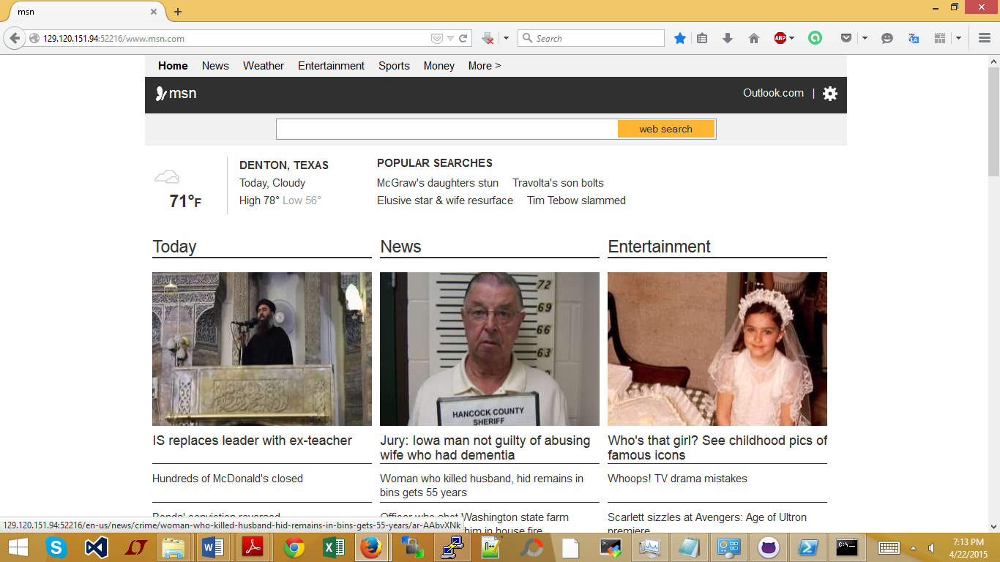 msn
129.120.151.94:52216/www.msn.com
Search
ABP
Home News Weather Entertainment Sports Money More >
msn
Outlook.com |
web search
DENTON, TEXAS
Today, Cloudy
High 78° Low 56°
71°F
POPULAR SEARCHES
McGraw's daughters stun Travolta's son bolts
Elusive star & wife resurface Tim Tebow slammed
Today
IS replaces leader with ex-teacher
Hundreds of McDonald's closed
Bonds' conviction reversed
News
72
69
66
63
HANCOCK COUNTY
SHERIFF
Jury: Iowa man not guilty of abusing
wife who had dementia
Woman who killed husband, hid remains in
bins gets 55 years
Officer who shot Washington state farm
him in house fire
Entertainment
Who's that girl? See childhood pics of
famous icons
Whoops! TV drama mistakes
Scarlett sizzles at Avengers: Age of Ultron
premiere
129.120.151.94:52216/en-us/news/crime/woman-who-killed-husband-hid-remains-in-bins-gets-55-years/ar-AAbvXNk
C:\_
7:13 PM
4/22/2015